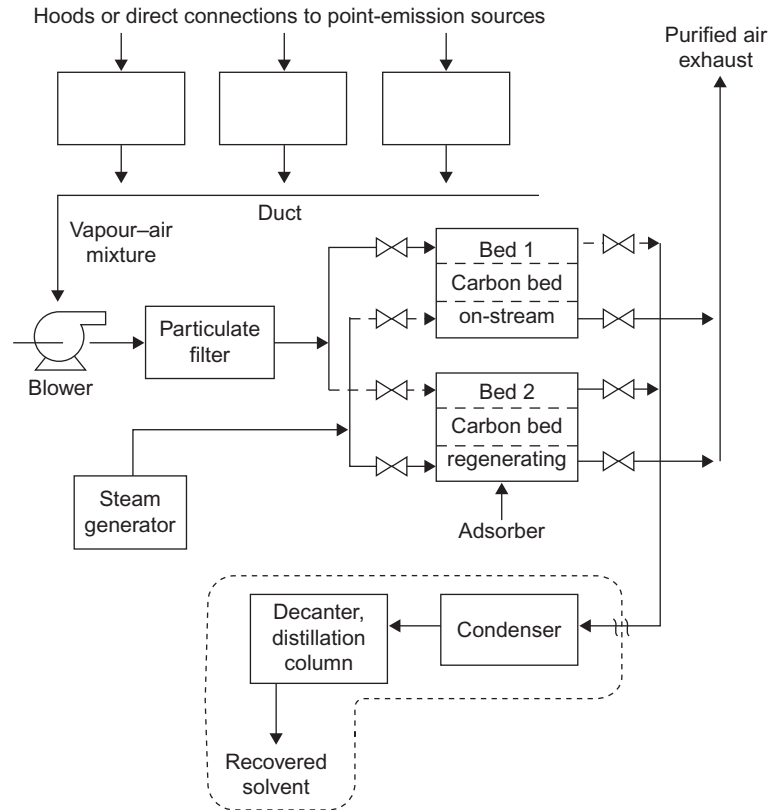 Hoods or direct connections to point-emission sources
Purified air
exhaust
Duct
Vapour–air
mixture
Blower
Particulate
filter
Bed 1
Carbon bed
on-stream
Bed 2
Carbon bed
regenerating
Steam
generator
Adsorber
Decanter,
distillation
column
Condenser
Recovered
solvent